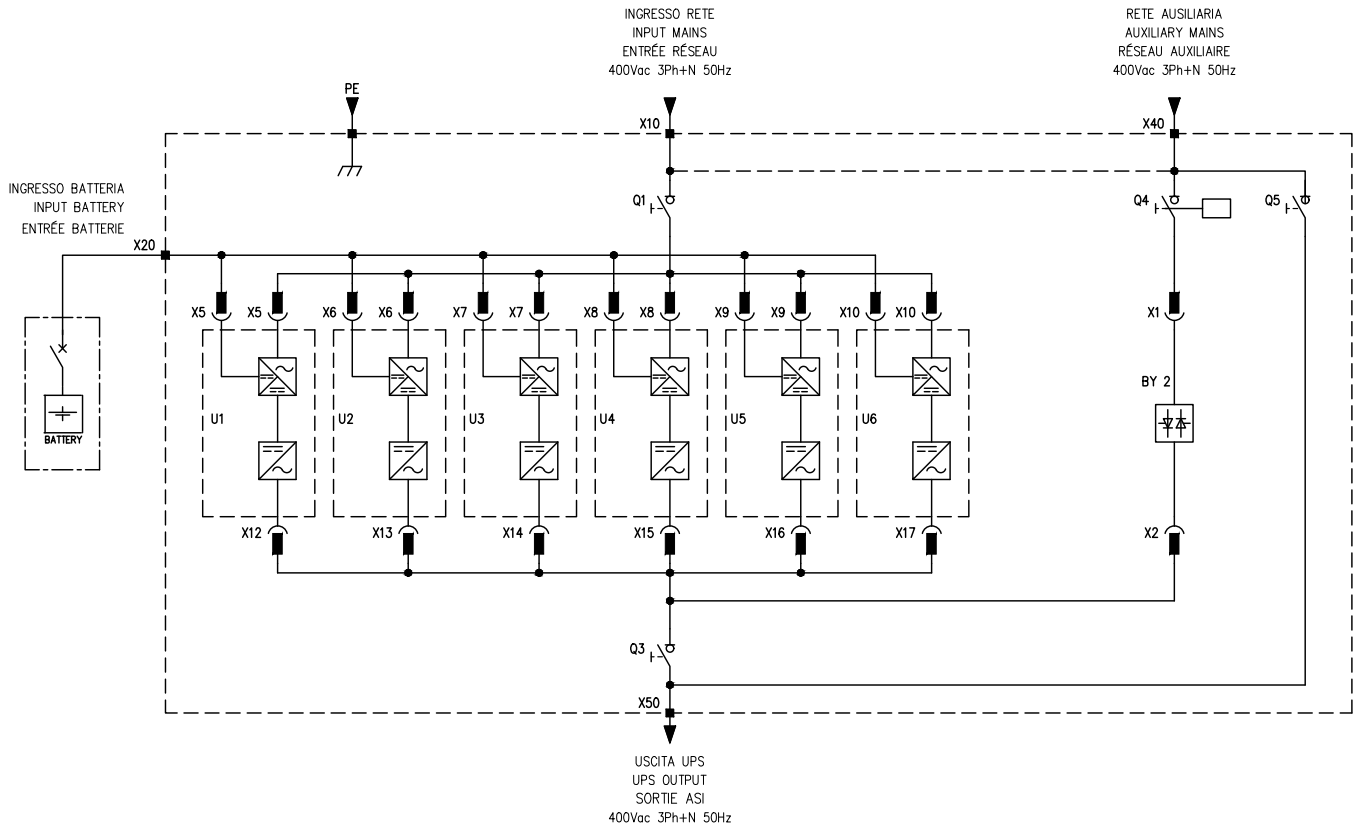 INGRESSO RETE
INPUT MAINS
ENTRÉE RÉSEAU
400Vac 3Ph+N 50Hz
RETE AUSILIARIA
AUXILIARY MAINS
RÉSEAU AUXILIAIRE
400Vac 3Ph+N 50Hz
PE
X10
X40
INGRESSO BATTERIA
INPUT BATTERY
ENTRÉE BATTERIE
Q1
Q4
Q5
X20
X5 X5 X6 X6 X7 X7 X8 X8 X9 X9 X10 X10 X1
BY 2
U1 U2 U3 U4 U5 U6
BATTERY
X12 X13 X14 X15 X16 X17 X2
Q3
X50
USCITA UPS
UPS OUTPUT
SORTIE ASI
400Vac 3Ph+N 50Hz